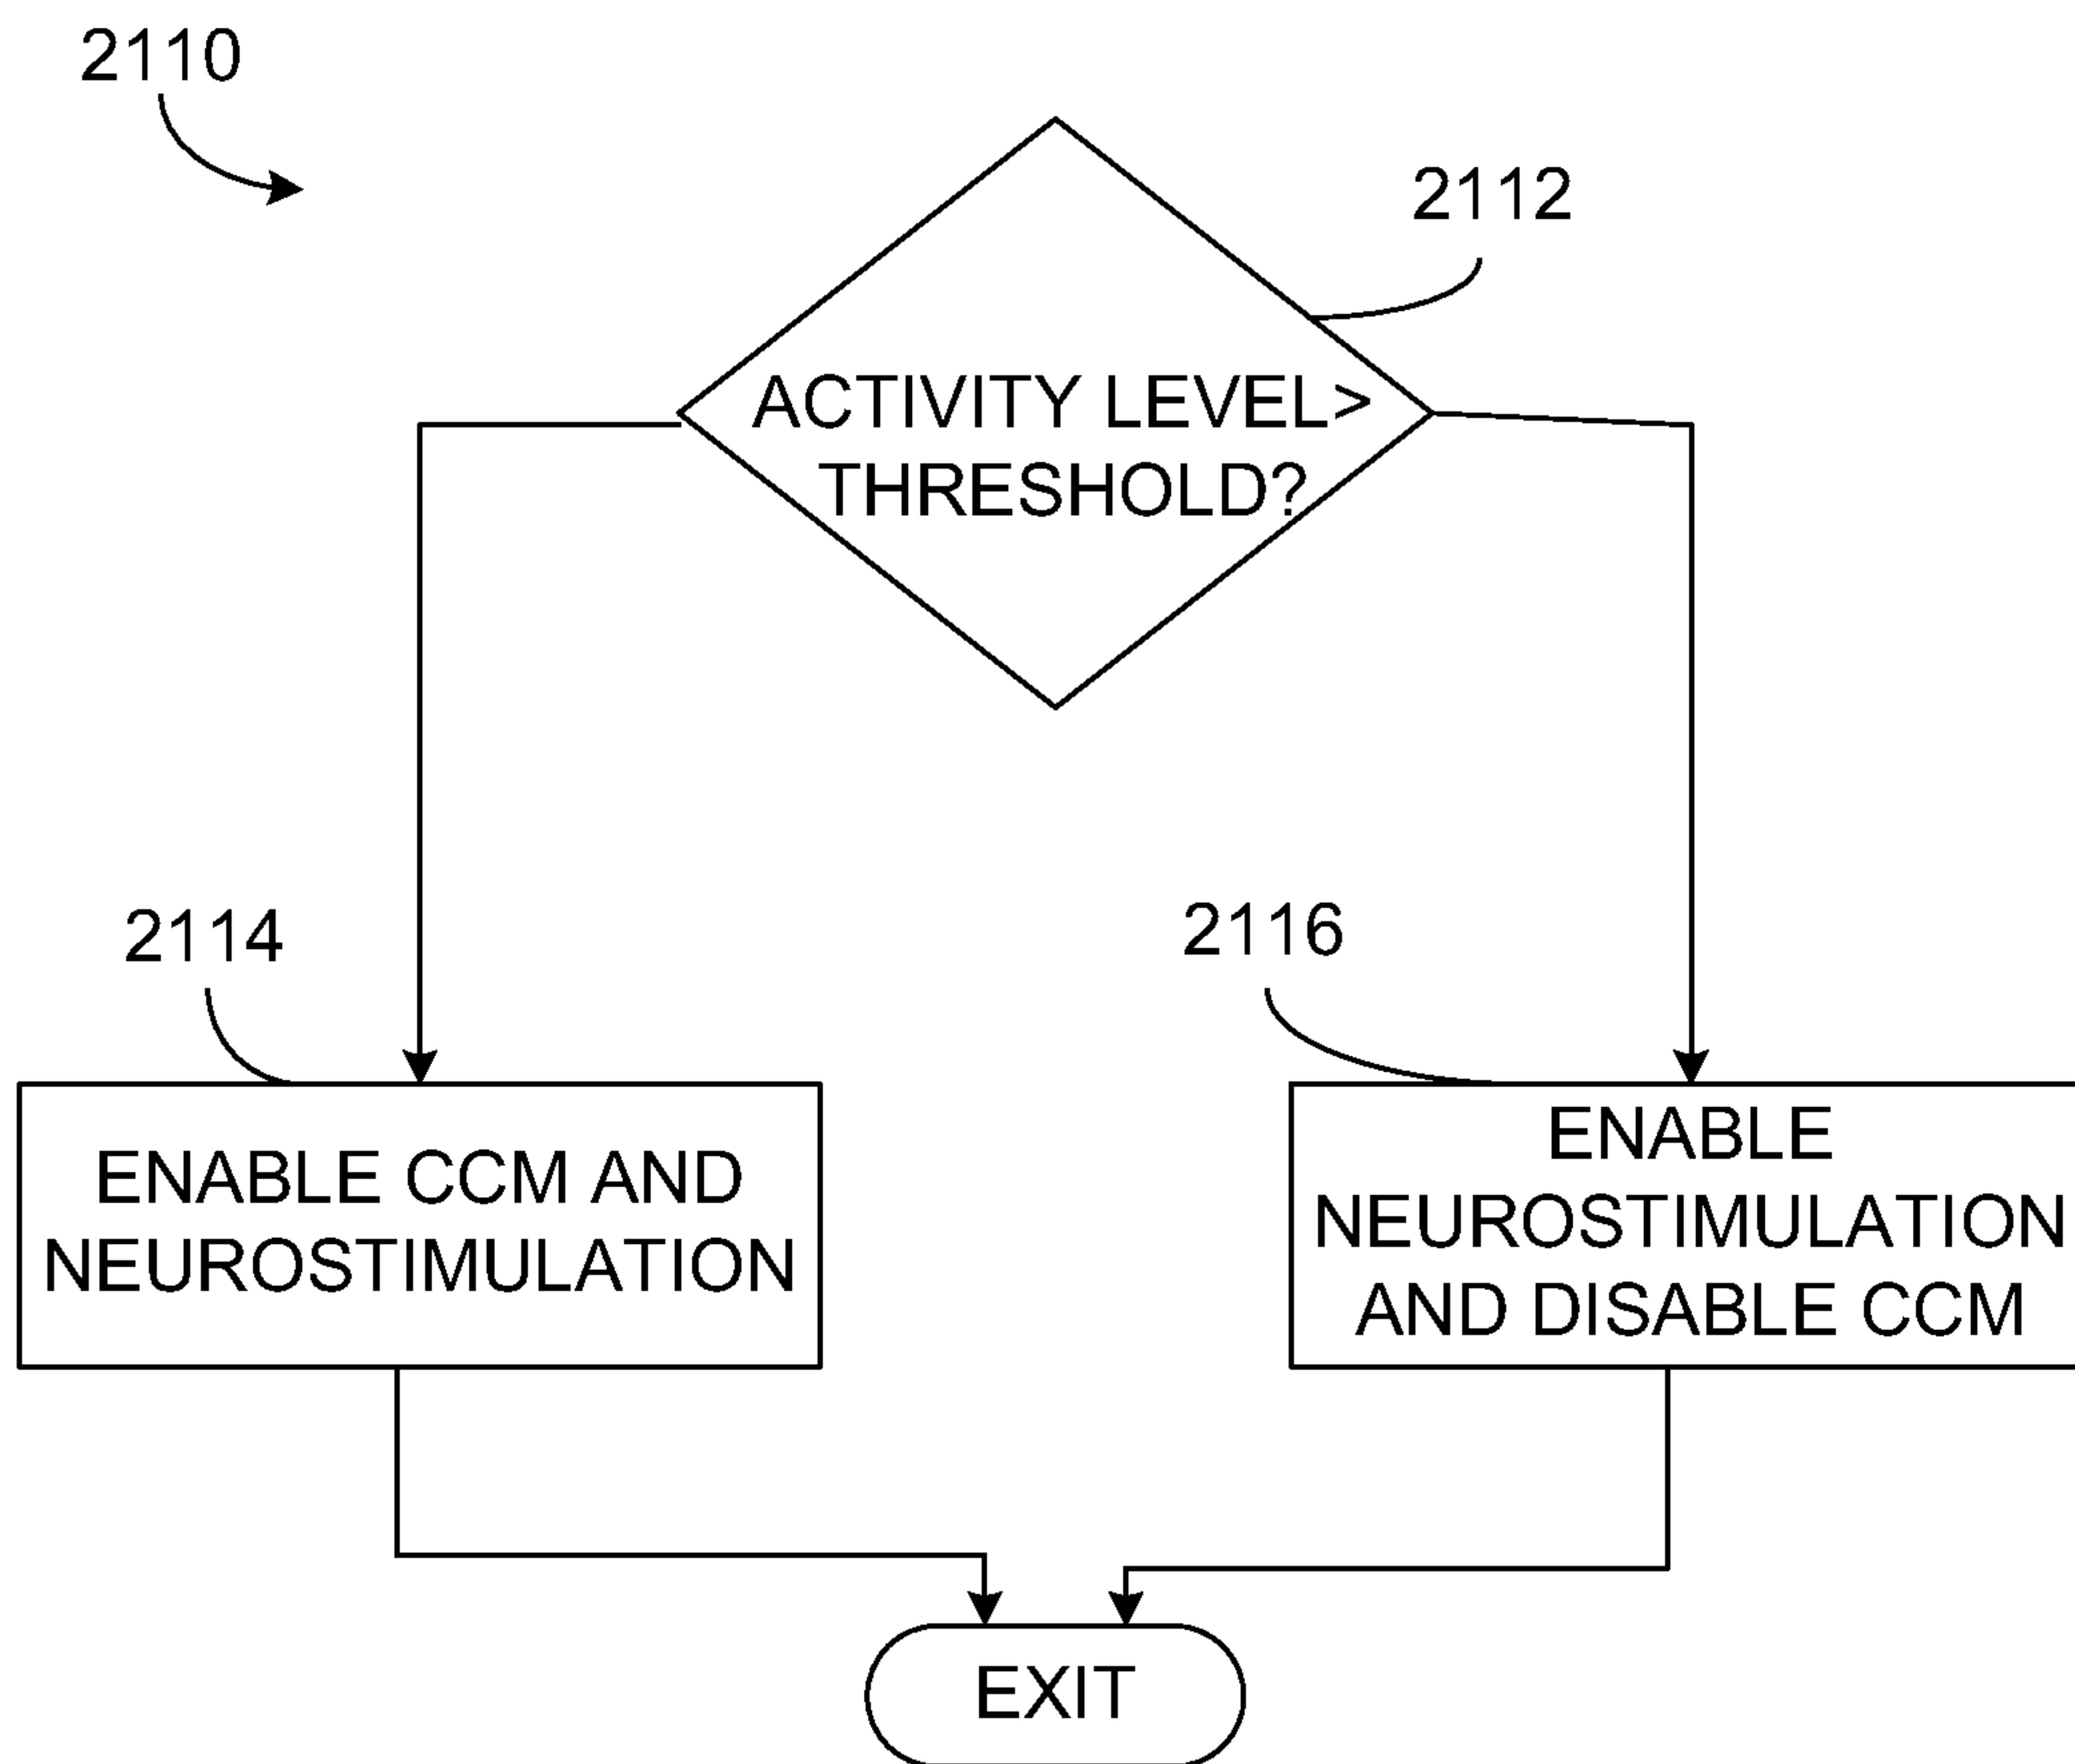 2110
2112
ACTIVITY LEVEL>
THRESHOLD?
2114
2116
ENABLE CCM AND
NEUROSTIMULATION
ENABLE
NEUROSTIMULATION
AND DISABLE CCM
EXIT